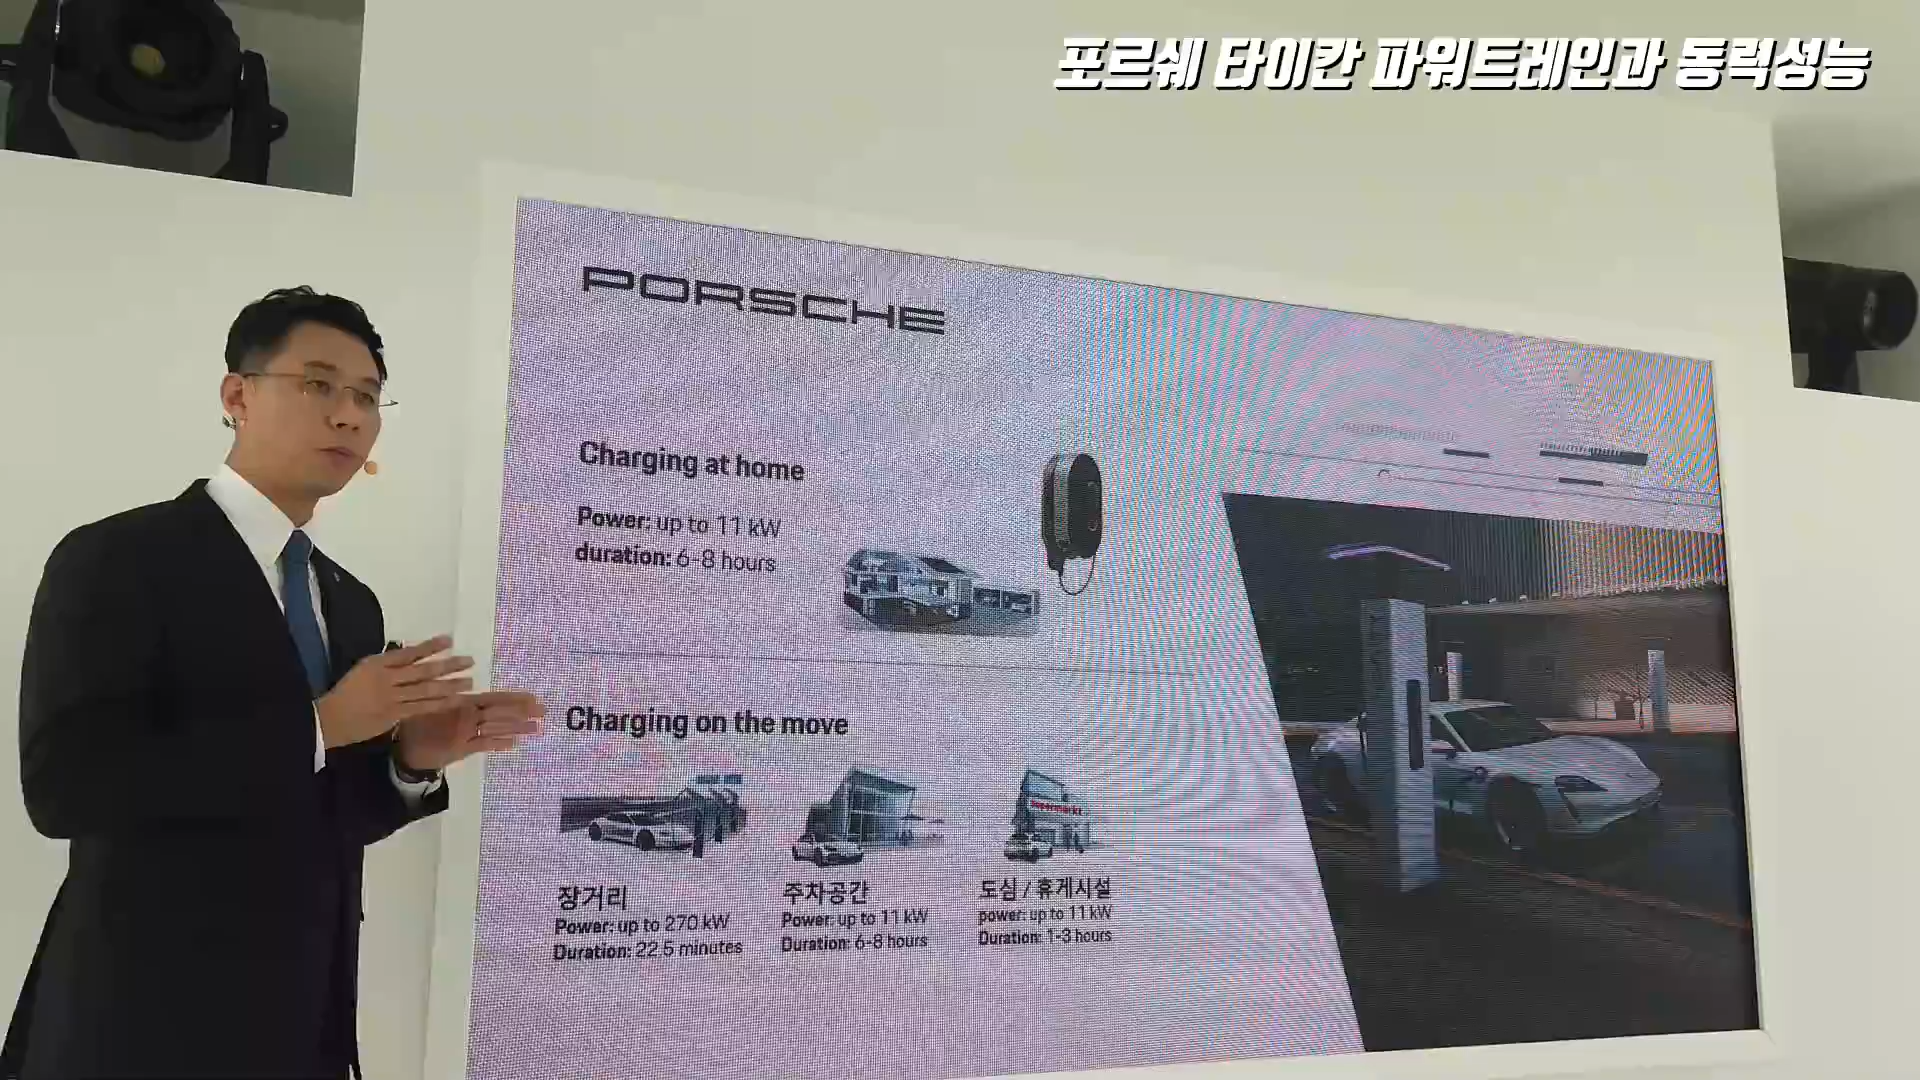 포르쉐 타이칸 파워트레인과 동력성능
PORSCHE
Charging at home
Power: up to 11 kW
duration: 6-8 hours
Charging on the move
장거리
Power: up to 270 kW
Duration: 22.5 minutes
주차공간
Power: up to 11 kW
Duration: 6-8 hours
Supermarkt
도심 / 휴게시설
power: up to 11 kW
Duration: 1-3 hours